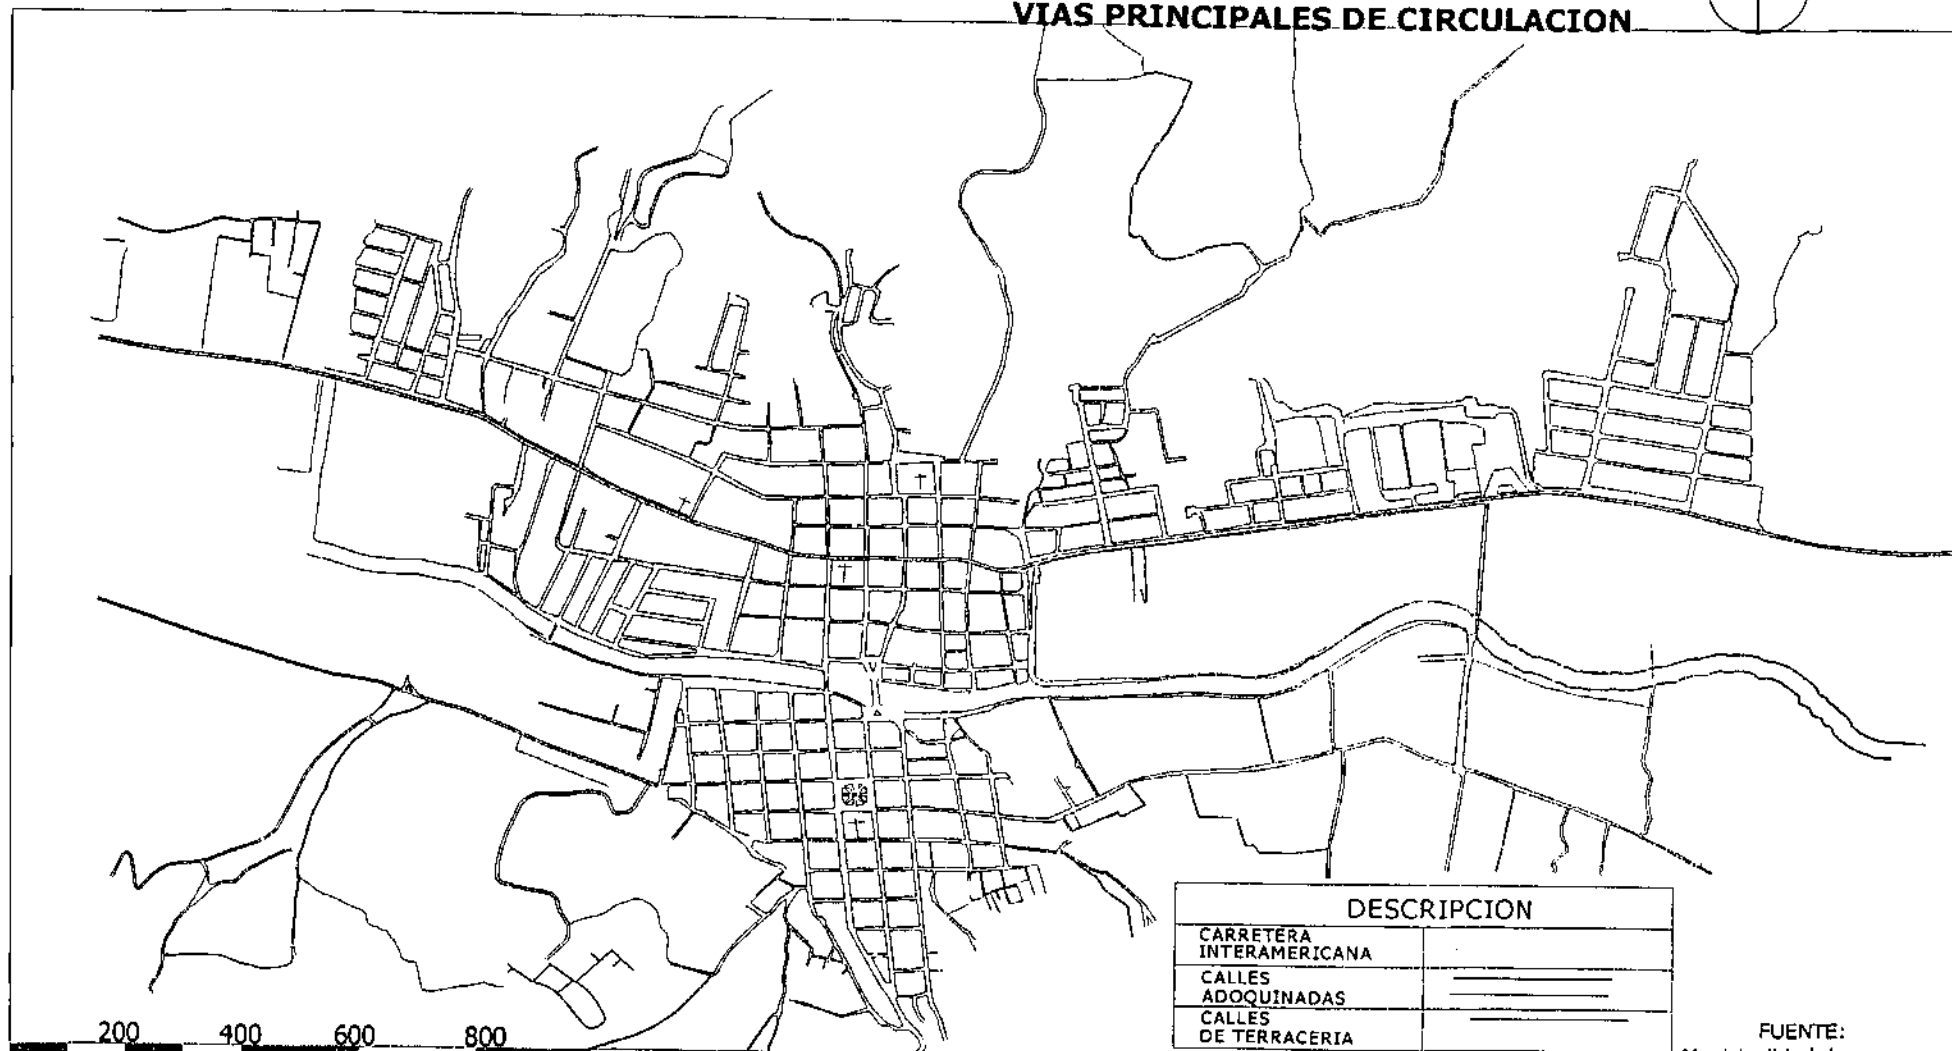 VIAS PRINCIPALES DE CIRCULACION
DESCRIPCION
CARRETERA
INTERAMERICANA
CALLES
ADOQUINADAS
CALLES
DE TERRACERIA
200 400 600 800
FUENTE: